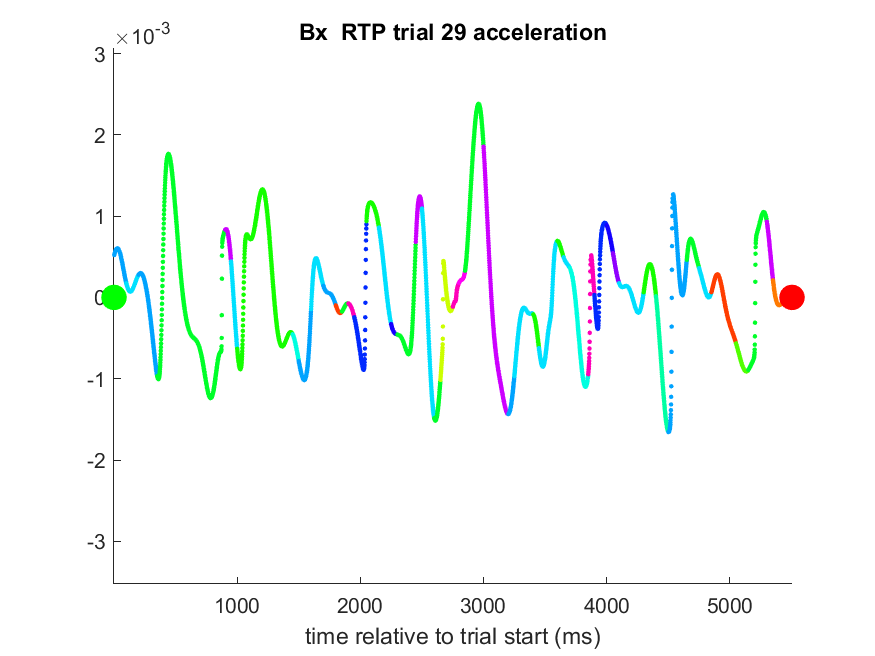 Bx  RTP trial 29 acceleration
×10-3
3
2
1
0
-1
-2
-3
1000 2000 3000 4000 5000
time relative to trial start (ms)